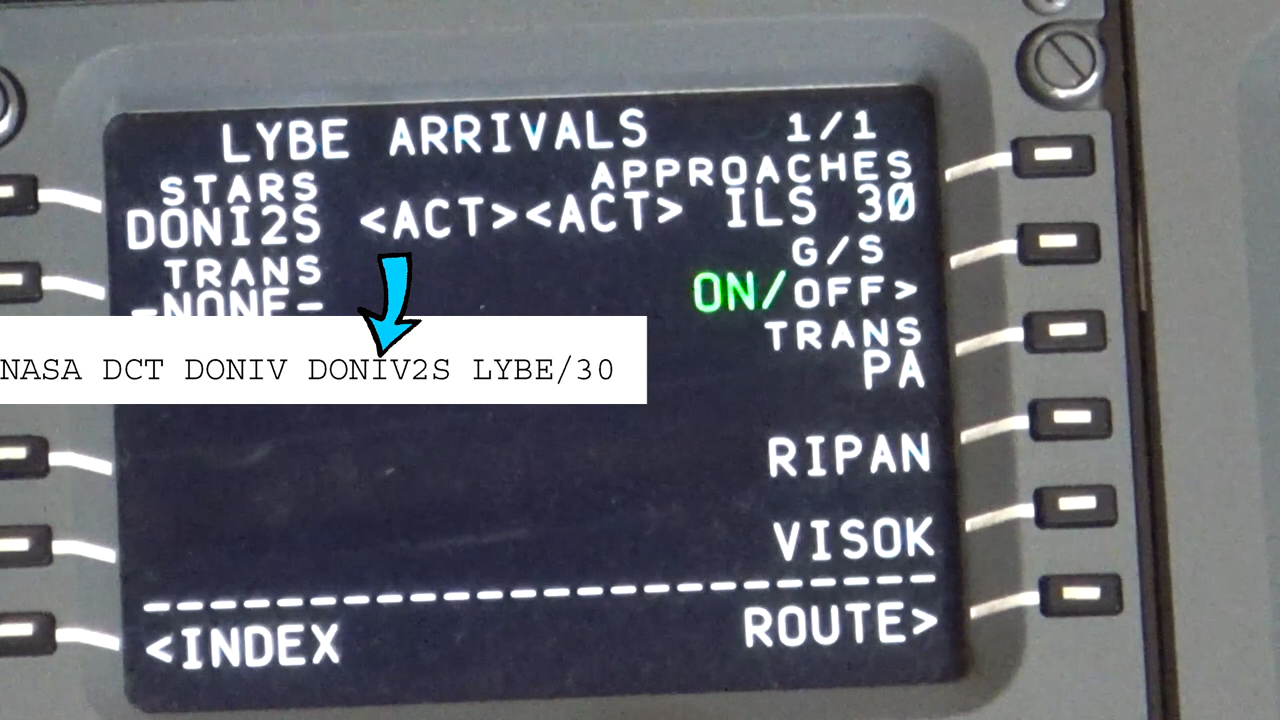 LYBE ARRIVALS 1/1
STARS APPROACHES
DONI2S <ACT><ACT> ILS 30
TRANS G/S
-NONE- ON/OFF>
TRANS
NASA DCT DONIV DONIV2S LYBE/30 PA
RIPAN
VISOK
------------------------
<INDEX ROUTE>